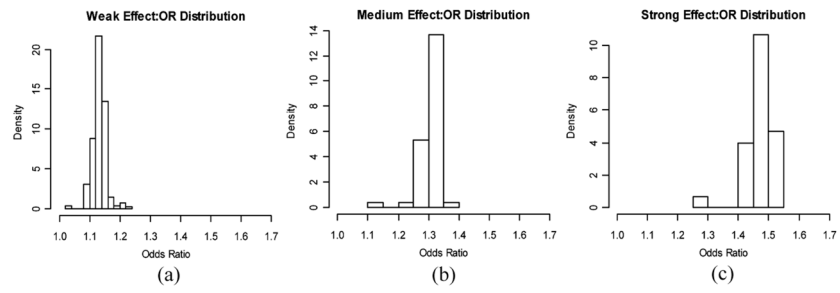 Weak Effect:OR Distribution
Density
0 5 10 15 20
1.0 1.1 1.2 1.3 1.4 1.5 1.6 1.7
Odds Ratio
(a)
Medium Effect:OR Distribution
Density
0 2 4 6 8 10 12 14
1.0 1.1 1.2 1.3 1.4 1.5 1.6 1.7
Odds Ratio
(b)
Strong Effect:OR Distribution
Density
0 2 4 6 8 10
1.0 1.1 1.2 1.3 1.4 1.5 1.6 1.7
Odds Ratio
(c)